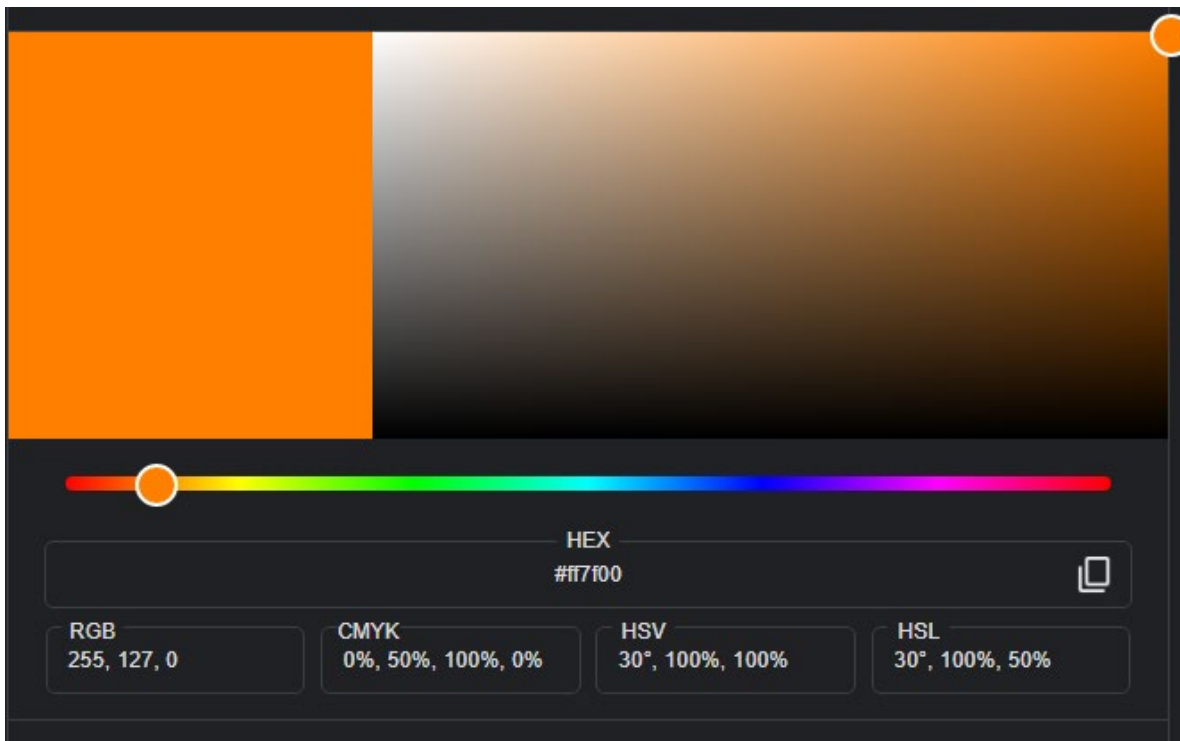 HEX
#ff7f00
RGB
255, 127, 0
CMYK
0%, 50%, 100%, 0%
HSV
30°, 100%, 100%
HSL
30°, 100%, 50%